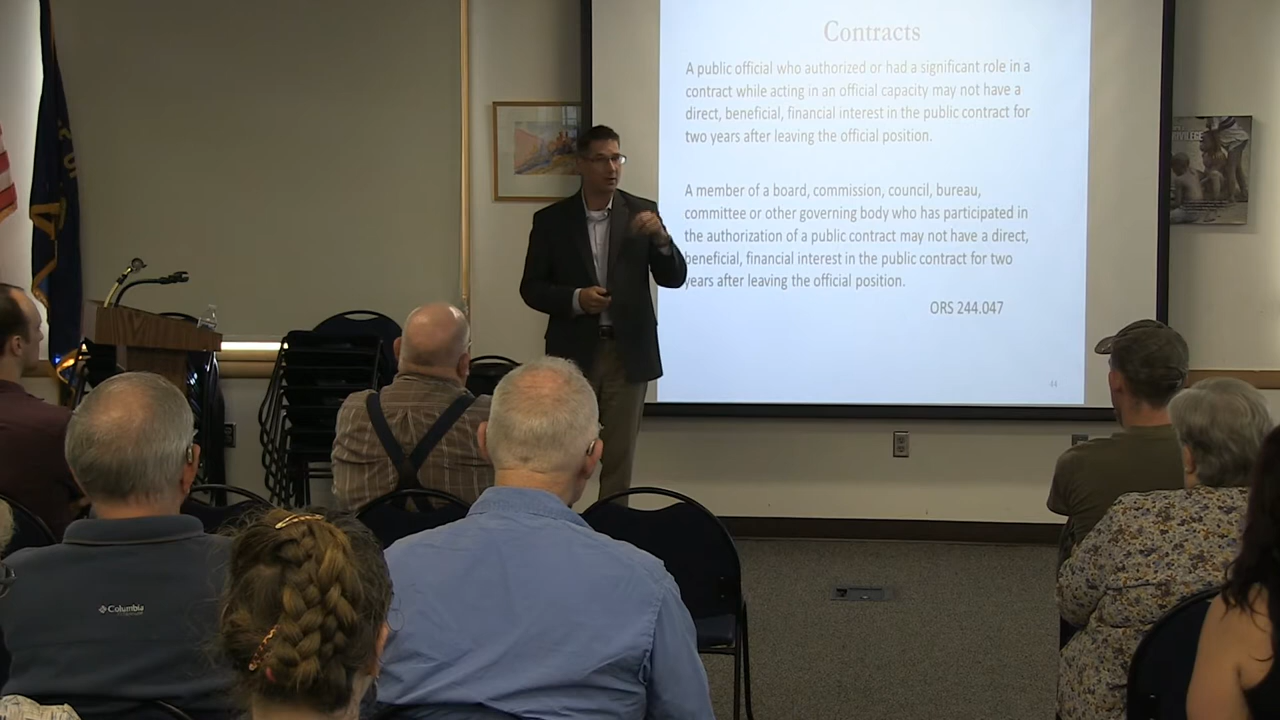 Contracts
A public official who authorized or had a significant role in a
contract while acting in an official capacity may not have a
direct, beneficial, financial interest in the public contract for
two years after leaving the official position.
A member of a board, commission, council, bureau,
committee or other governing body who has participated in
the authorization of a public contract may not have a direct,
beneficial, financial interest in the public contract for two
years after leaving the official position.
ORS 244.047
44
Columbia